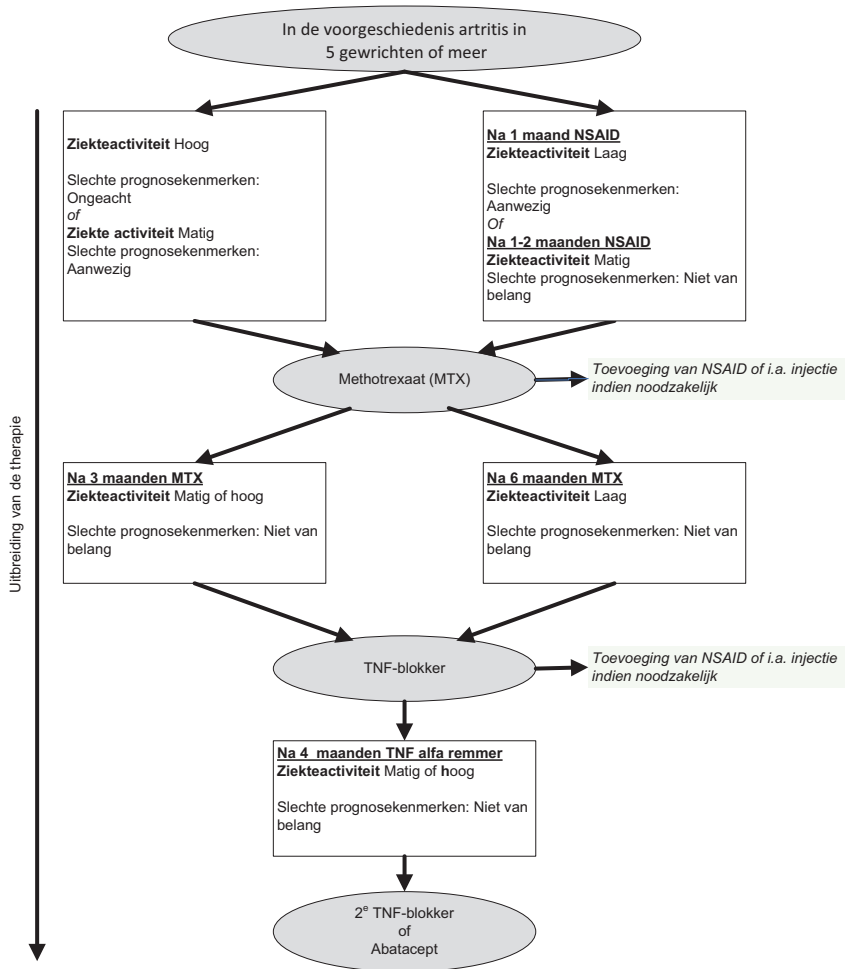 In de voorgeschiedenis artritis in
5 gewrichten of meer
Ziekteactiviteit Hoog
Slechte prognosekenmerken:
Ongeacht
of
Ziekte activiteit Matig
Slechte prognosekenmerken:
Aanwezig
Na 1 maand NSAID
Ziekteactiviteit Laag
Slechte prognosekenmerken:
Aanwezig
Of
Na 1-2 maanden NSAID
Ziekteactiviteit Matig
Slechte prognosekenmerken: Niet van
belang
Methotrexaat (MTX)
Toevoeging van NSAID of i.a. injectie
indien noodzakelijk
Uitbreiding van de therapie
Na 3 maanden MTX
Ziekteactiviteit Matig of hoog
Slechte prognosekenmerken: Niet van
belang
Na 6 maanden MTX
Ziekteactiviteit Laag
Slechte prognosekenmerken: Niet van
belang
TNF-blokker
Toevoeging van NSAID of i.a. injectie
indien noodzakelijk
Na 4 maanden TNF alfa remmer
Ziekteactiviteit Matig of hoog
Slechte prognosekenmerken: Niet van
belang
2e TNF-blokker
of
Abatacept